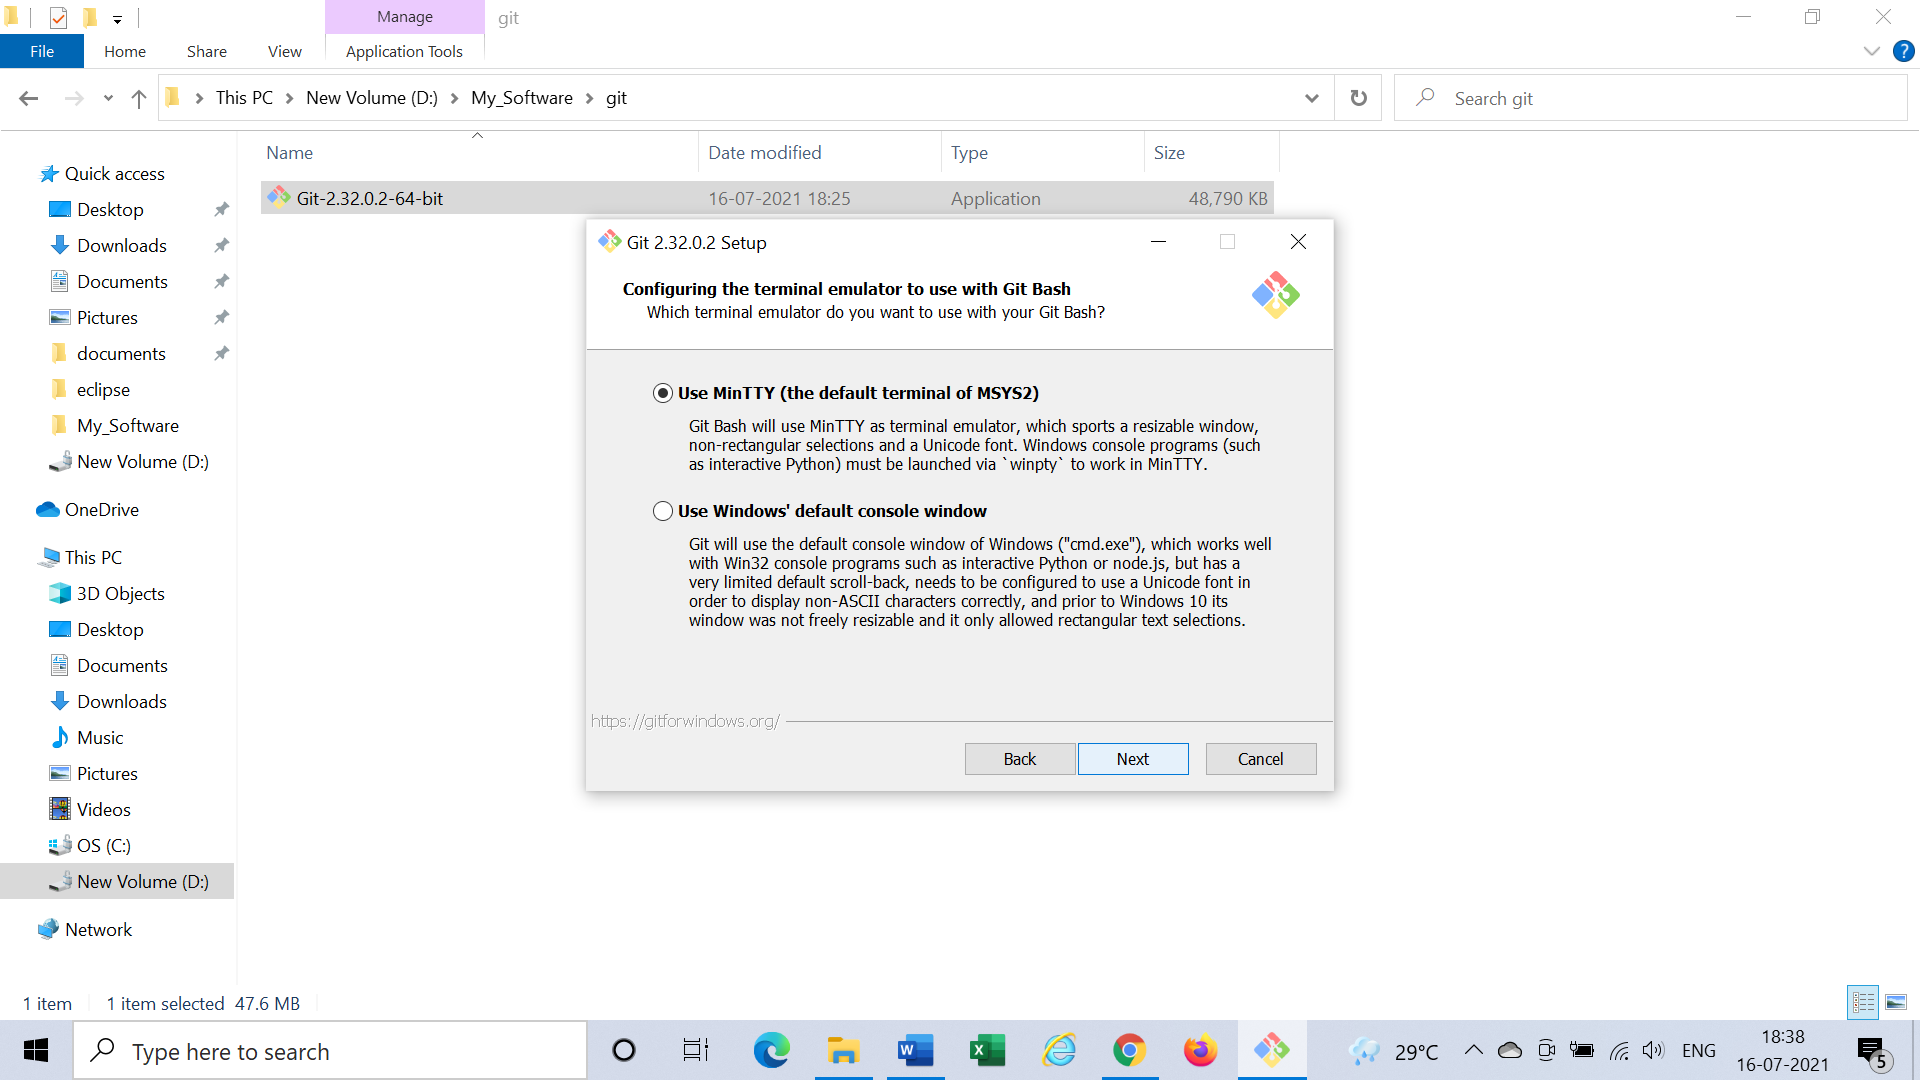 Manage
git
File
Home
Share
View
Application Tools
This PC
New Volume (D:)
My_Software
git
Search git
Name
Date modified
Type
Size
Git-2.32.0.2-64-bit
16-07-2021 18:25
Application
48,790 KB
Quick access
Desktop
Downloads
Documents
Pictures
documents
eclipse
My_Software
New Volume (D:)
OneDrive
This PC
3D Objects
Desktop
Documents
Downloads
Music
Pictures
Videos
OS (C:)
New Volume (D:)
Network
Git 2.32.0.2 Setup
Configuring the terminal emulator to use with Git Bash
Which terminal emulator do you want to use with your Git Bash?
Use MinTTY (the default terminal of MSYS2)
Git Bash will use MinTTY as terminal emulator, which sports a resizable window,
non-rectangular selections and a Unicode font. Windows console programs (such
as interactive Python) must be launched via `winpty` to work in MinTTY.
Use Windows' default console window
Git will use the default console window of Windows ("cmd.exe"), which works well
with Win32 console programs such as interactive Python or node.js, but has a
very limited default scroll-back, needs to be configured to use a Unicode font in
order to display non-ASCII characters correctly, and prior to Windows 10 its
window was not freely resizable and it only allowed rectangular text selections.
https://gitforwindows.org/
Back
Next
Cancel
1 item
1 item selected 47.6 MB
Type here to search
29°C
ENG
18:38
16-07-2021
5